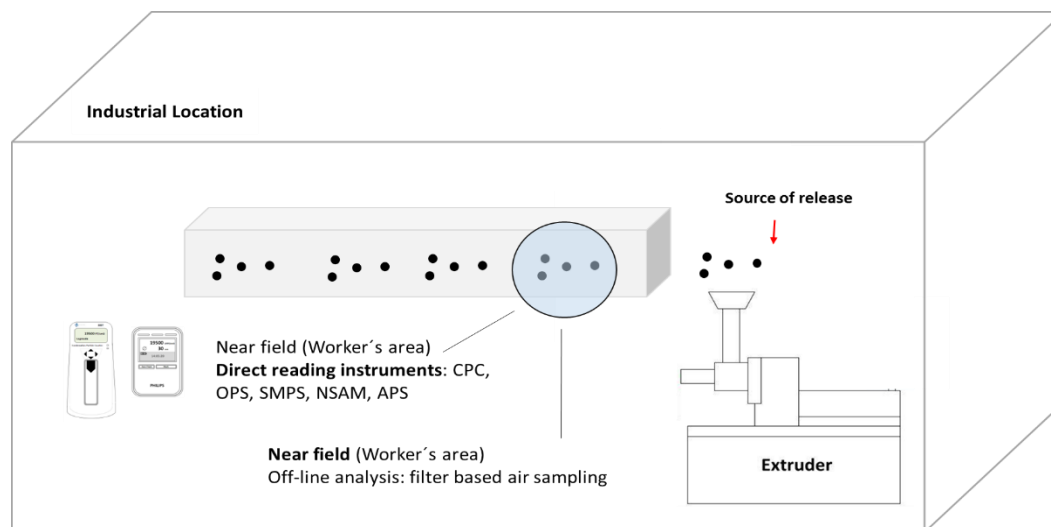 Industrial Location
Source of release
Near field (Worker´s area)
Direct reading instruments: CPC,
OPS, SMPS, NSAM, APS
PHILIPS
Near field (Worker´s area)
Off-line analysis: filter based air sampling
Extruder